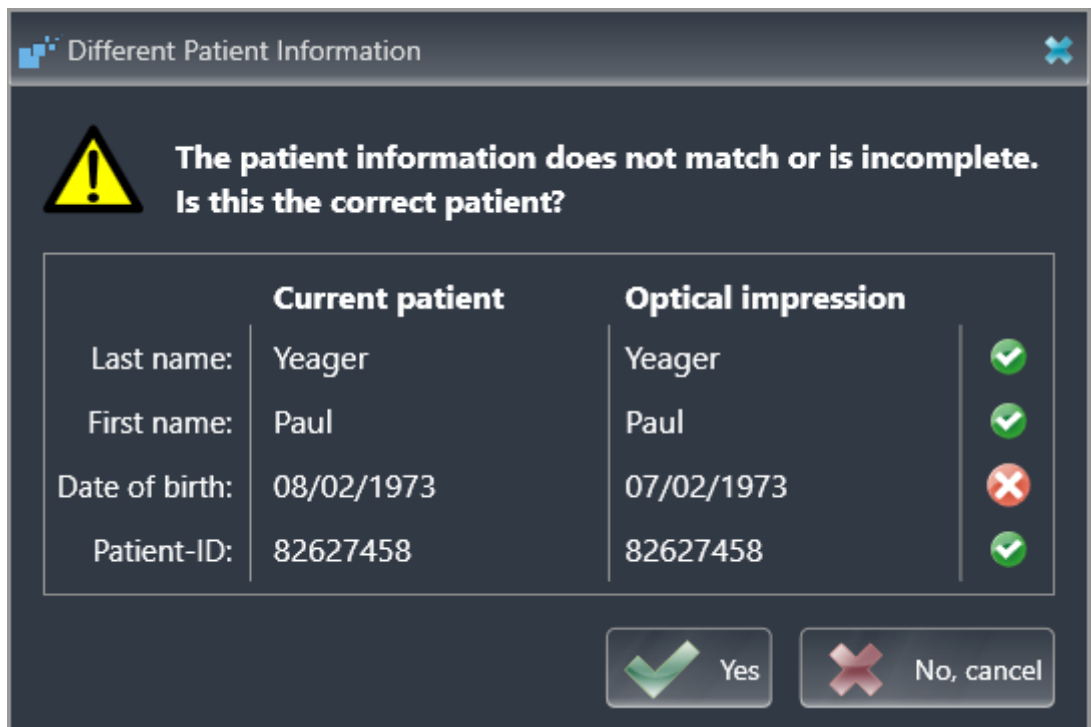 Different Patient Information
The patient information does not match or is incomplete.
Is this the correct patient?
Current patient Optical impression
Last name: Yeager Yeager
First name: Paul Paul
Date of birth: 08/02/1973 07/02/1973
Patient-ID: 82627458 82627458
Yes No, cancel